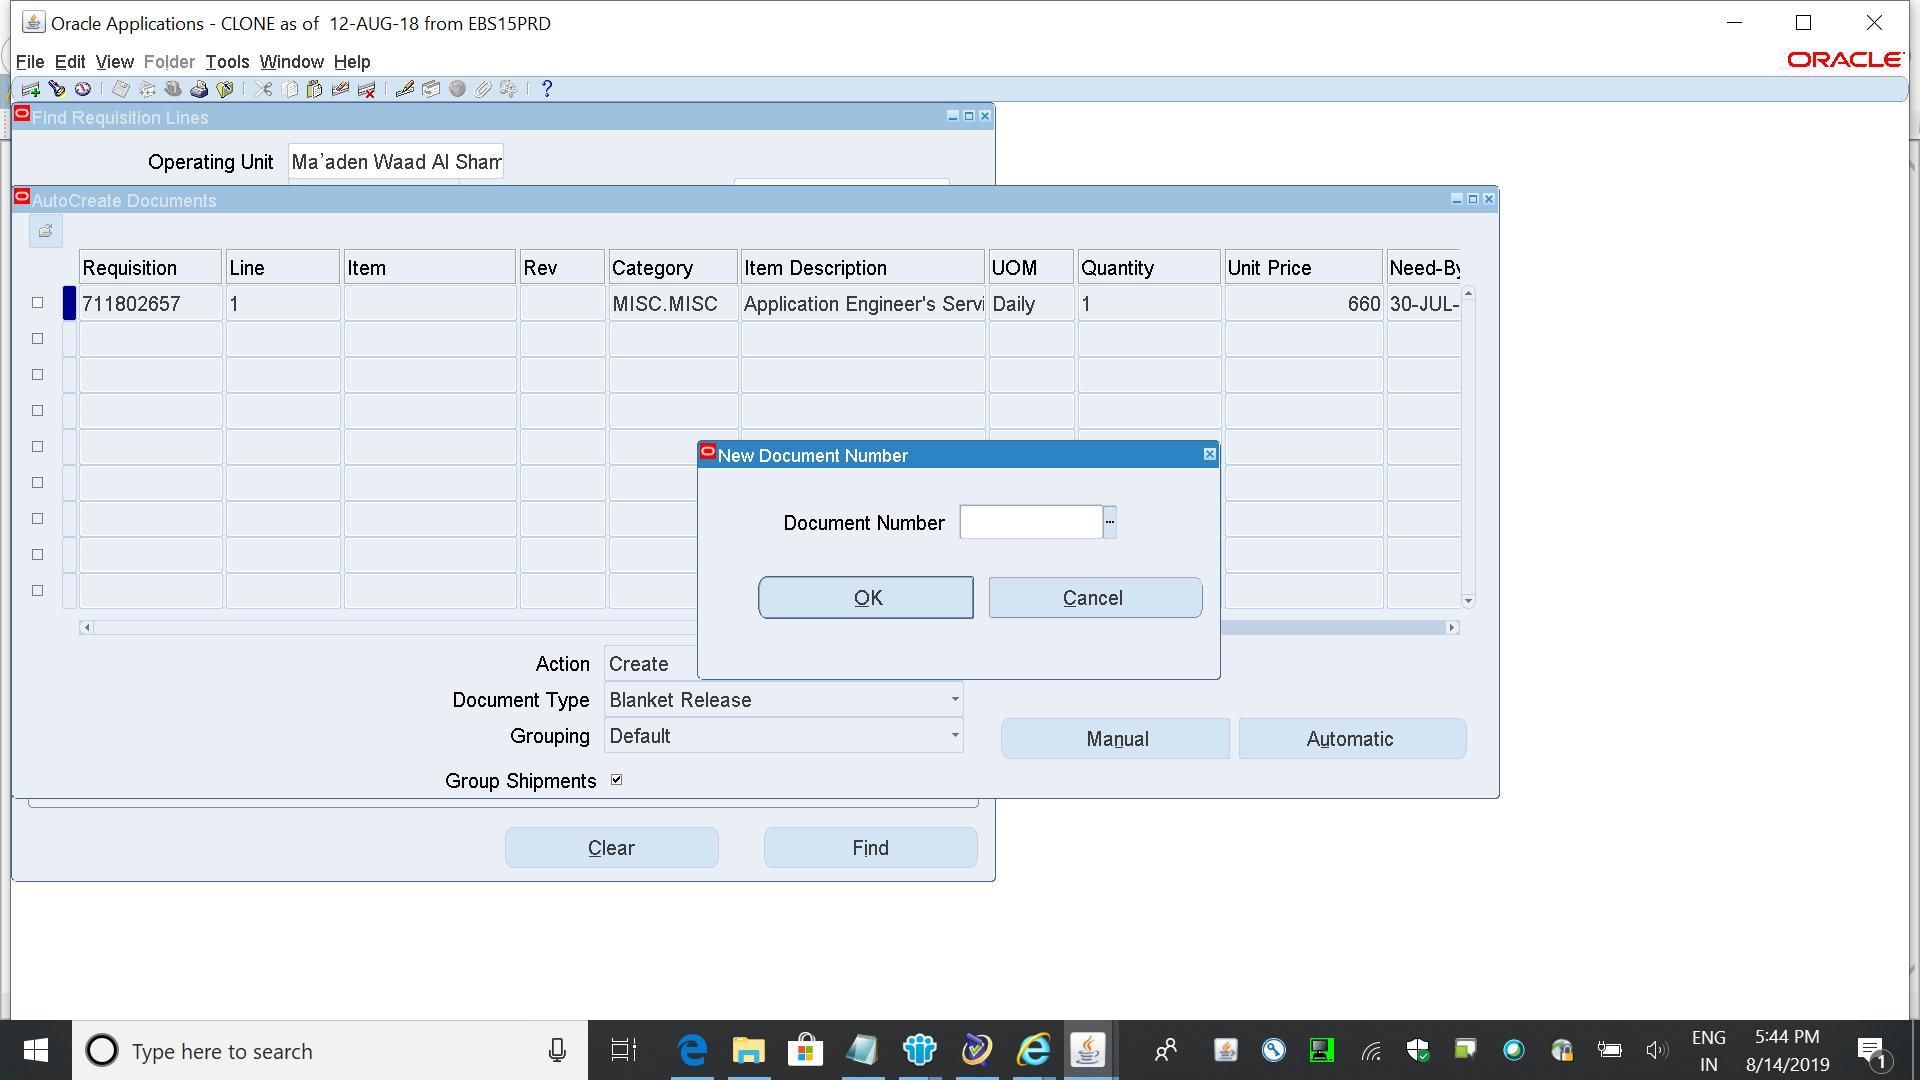 Oracle Applications - CLONE as of  12-AUG-18 from EBS15PRD
File Edit View Folder Tools Window Help
ORACLE
Find Requisition Lines
Operating Unit Ma'aden Waad Al Sham
AutoCreate Documents
Requisition Line Item Rev Category Item Description UOM Quantity Unit Price Need-By
711802657 1 MISC.MISC Application Engineer's Servi Daily 1 660 30-JUL-
New Document Number
Document Number
OK Cancel
Action Create
Document Type Blanket Release
Grouping Default
Manual Automatic
Group Shipments
Clear Find
Type here to search
ENG 5:44 PM
IN 8/14/2019
1